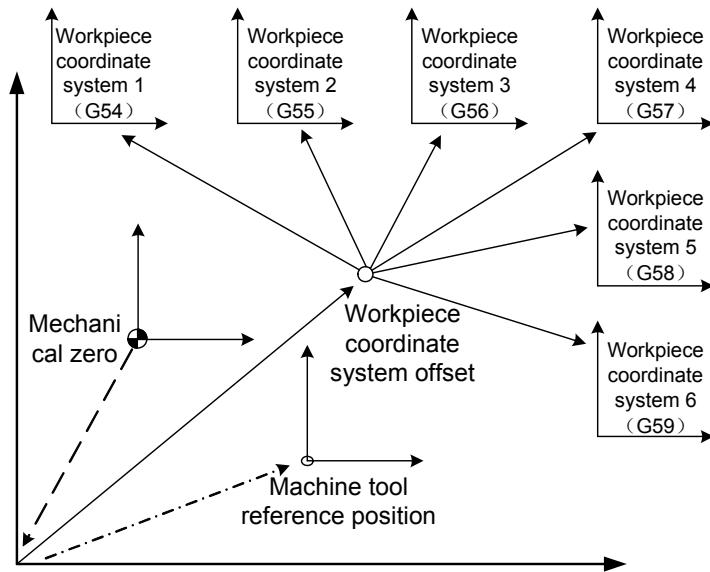 Workpiece
coordinate
system 1
（G54）
Workpiece
coordinate
system 2
（G55）
Workpiece
coordinate
system 3
（G56）
Workpiece
coordinate
system 4
（G57）
Workpiece
coordinate
system 5
（G58）
Mechani
cal zero
Workpiece
coordinate
system offset
Workpiece
coordinate
system 6
（G59）
Machine tool
reference position